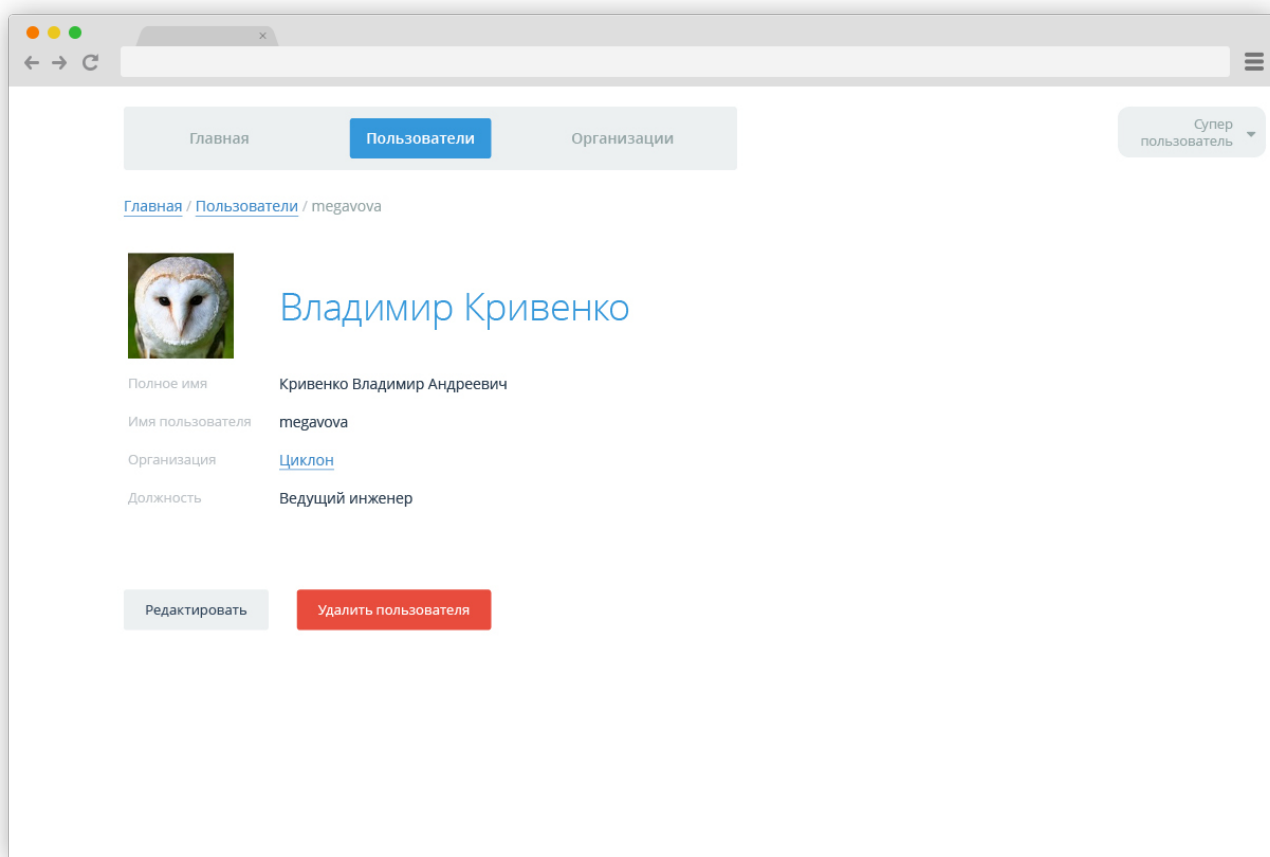 Главная Пользователи Организации
Супер
пользователь
Главная / Пользователи / megavova
Владимир Кривенко
Полное имя Кривенко Владимир Андреевич
Имя пользователя megavova
Организация Циклон
Должность Ведущий инженер
Редактировать Удалить пользователя